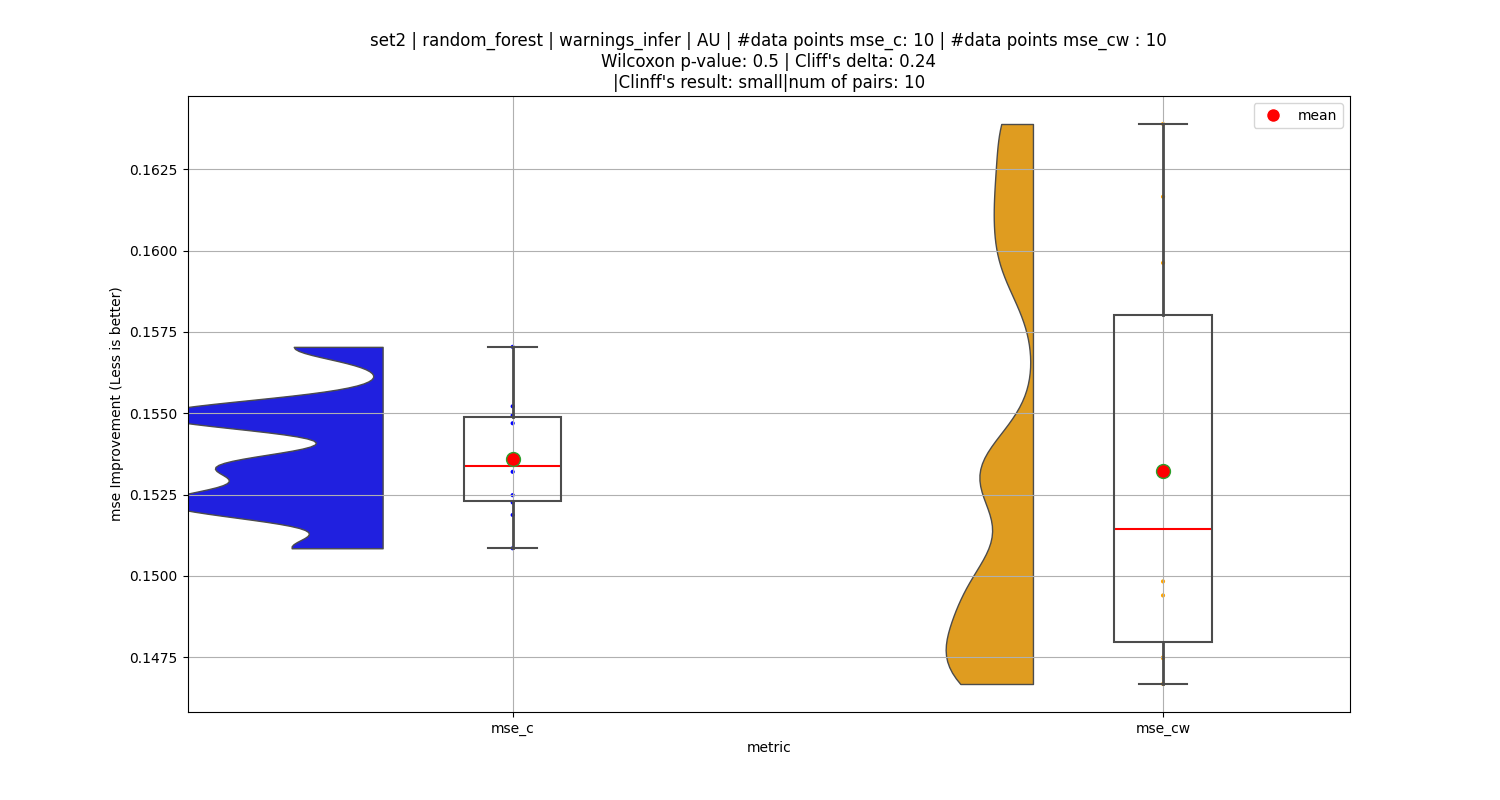 set2 | random_forest | warnings_infer | AU | #data points mse_c: 10 | #data points mse_cw : 10
Wilcoxon p-value: 0.5 | Cliff's delta: 0.24
|Clinff's result: small|num of pairs: 10
mean
0.1625
0.1600
0.1575
0.1550
0.1525
0.1500
0.1475
mse Improvement (Less is better)
mse_c
mse_cw
metric